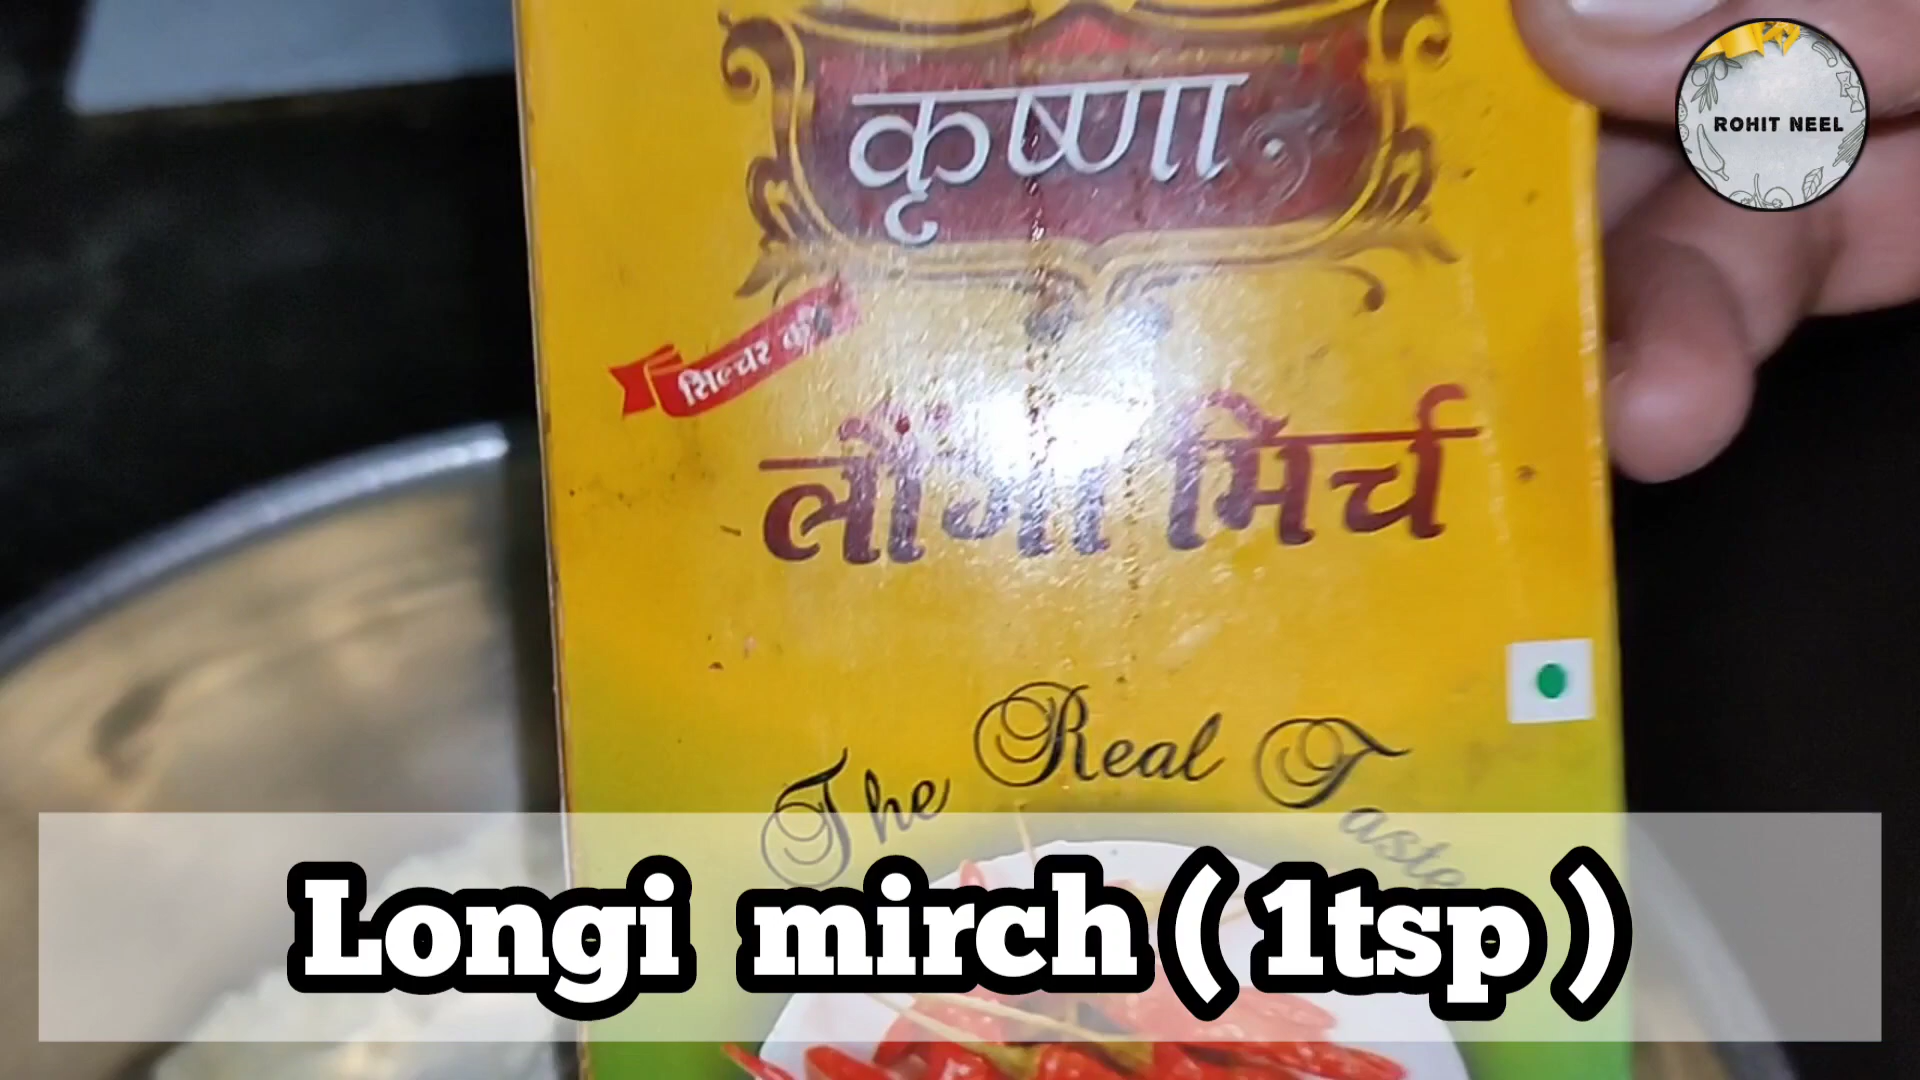 कृष्णा
ROHIT NEEL
सिल्चर की
लौंगी मिर्च
The Real Taste
Longi mirch(1tsp)